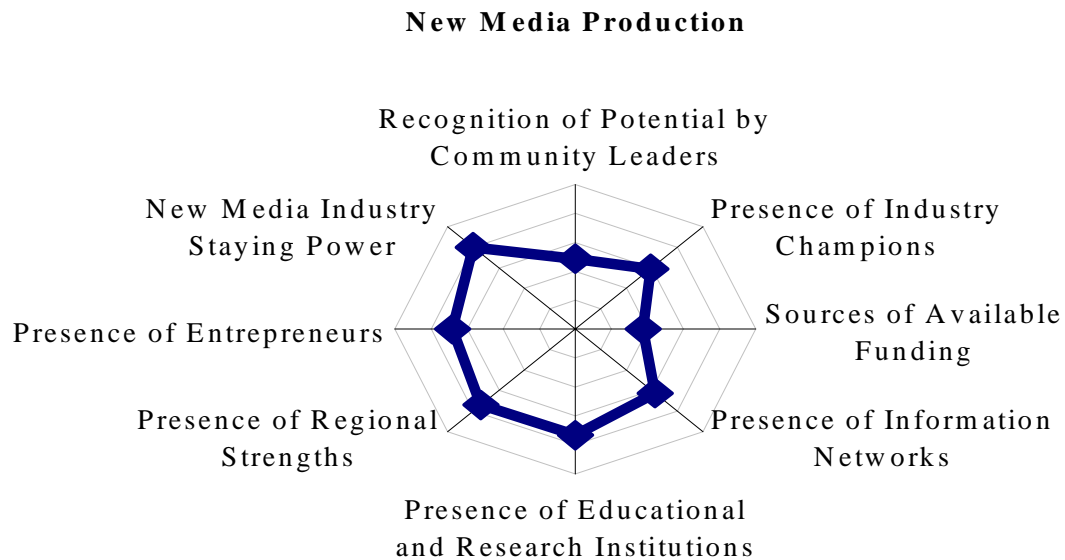 New Media Production
Recognition of Potential by
Community Leaders
Presence of Industry
Champions
Sources of Available
Funding
Presence of Information
Networks
Presence of Educational
and Research Institutions
Presence of Regional
Strengths
Presence of Entrepreneurs
New Media Industry
Staying Power